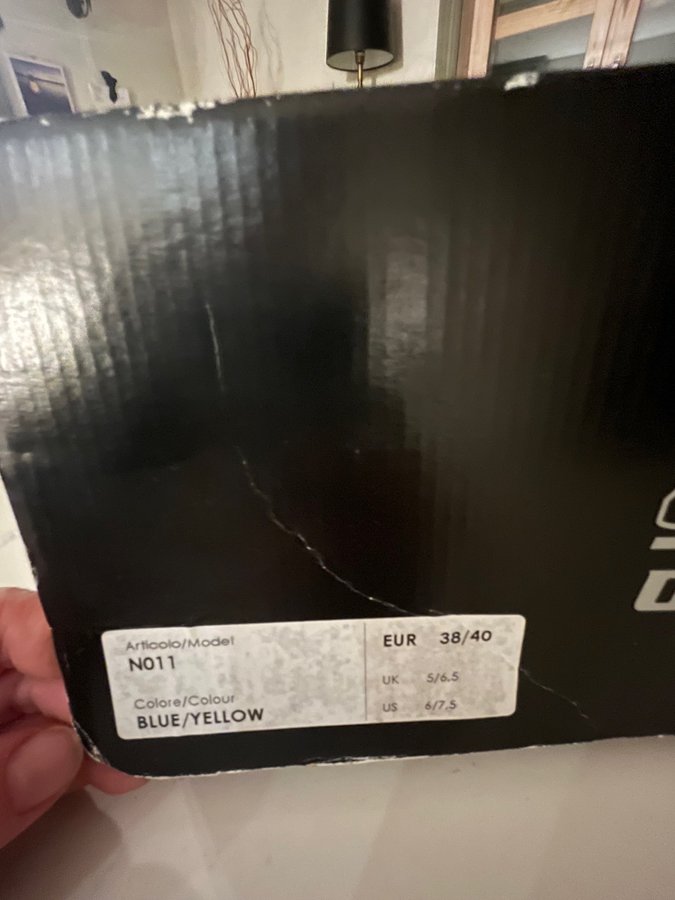 Articolo/Model
N011
Colore/Colour
BLUE/YELLOW
EUR 38/40
UK 5/6.5
US 6/7.5